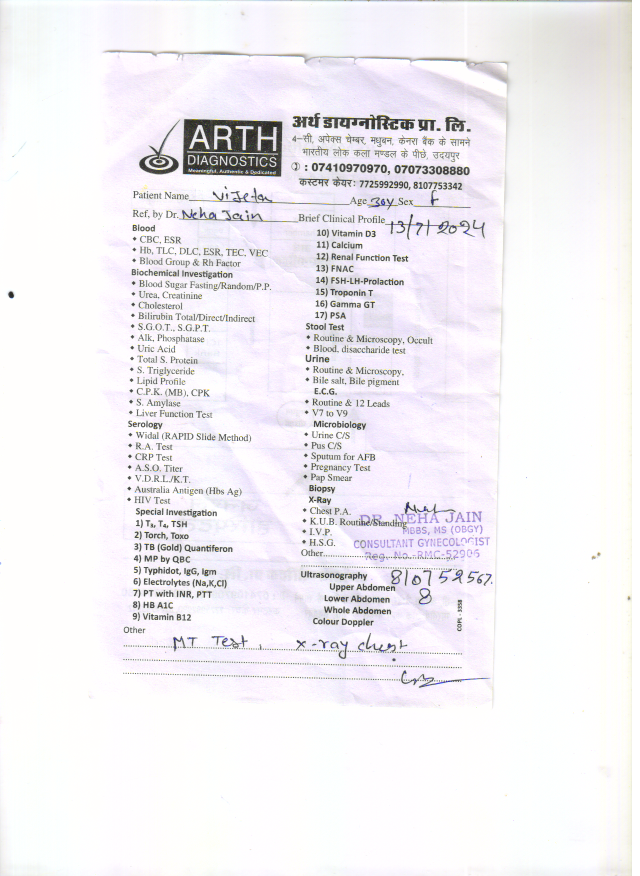 ARTH
DIAGNOSTICS
Meaningful, Authentic & Dedicated
अर्थ डायग्नोस्टिक प्रा. लि.
4-सी, अपेक्स चेम्बर, मधुबन, केनरा बैंक के सामने
भारतीय लोक कला मण्डल के पीछे, उदयपुर
: 07410970970, 07073308880
कस्टमर केयर: 7725992990, 8107753342
Patient Name Vijeta Age 30y Sex F
Ref, by Dr. Neha Jain Brief Clinical Profile 13/7/2024
Blood
• CBC, ESR
• Hb, TLC, DLC, ESR, TEC, VEC
• Blood Group & Rh Factor
Biochemical Investigation
• Blood Sugar Fasting/Random/P.P.
• Urea, Creatinine
• Cholesterol
• Bilirubin Total/Direct/Indirect
• S.G.O.T., S.G.P.T.
• Alk, Phosphatase
• Uric Acid
• Total S. Protein
• S. Triglyceride
• Lipid Profile
• C.P.K. (MB), CPK
• S. Amylase
• Liver Function Test
Serology
• Widal (RAPID Slide Method)
• R.A. Test
• CRP Test
• A.S.O. Titer
• V.D.R.L./K.T.
• Australia Antigen (Hbs Ag)
• HIV Test
Special Investigation
1) T₃, T₄, TSH
2) Torch, Toxo
3) TB (Gold) Quantiferon
4) MP by QBC
5) Typhidot, IgG, Igm
6) Electrolytes (Na,K,Cl)
7) PT with INR, PTT
8) HB A1C
9) Vitamin B12
10) Vitamin D3
11) Calcium
12) Renal Function Test
13) FNAC
14) FSH-LH-Prolaction
15) Troponin T
16) Gamma GT
17) PSA
Stool Test
• Routine & Microscopy, Occult
• Blood, disaccharide test
Urine
• Routine & Microscopy,
• Bile salt, Bile pigment
E.C.G.
• Routine & 12 Leads
• V7 to V9
Microbiology
• Urine C/S
• Pus C/S
• Sputum for AFB
• Pregnancy Test
• Pap Smear
Biopsy
X-Ray
• Chest P.A.
• K.U.B. Routine/Standing
• I.V.P.
• H.S.G.
Other
DR. NEHA JAIN
MBBS, MS (OBGY)
CONSULTANT GYNECOLOGIST
Reg. No.-RMC-52906
Ultrasonography
Upper Abdomen
Lower Abdomen
Whole Abdomen
Colour Doppler
810752567.
8
COPL - 3358
Other
MT Test, x-ray chest